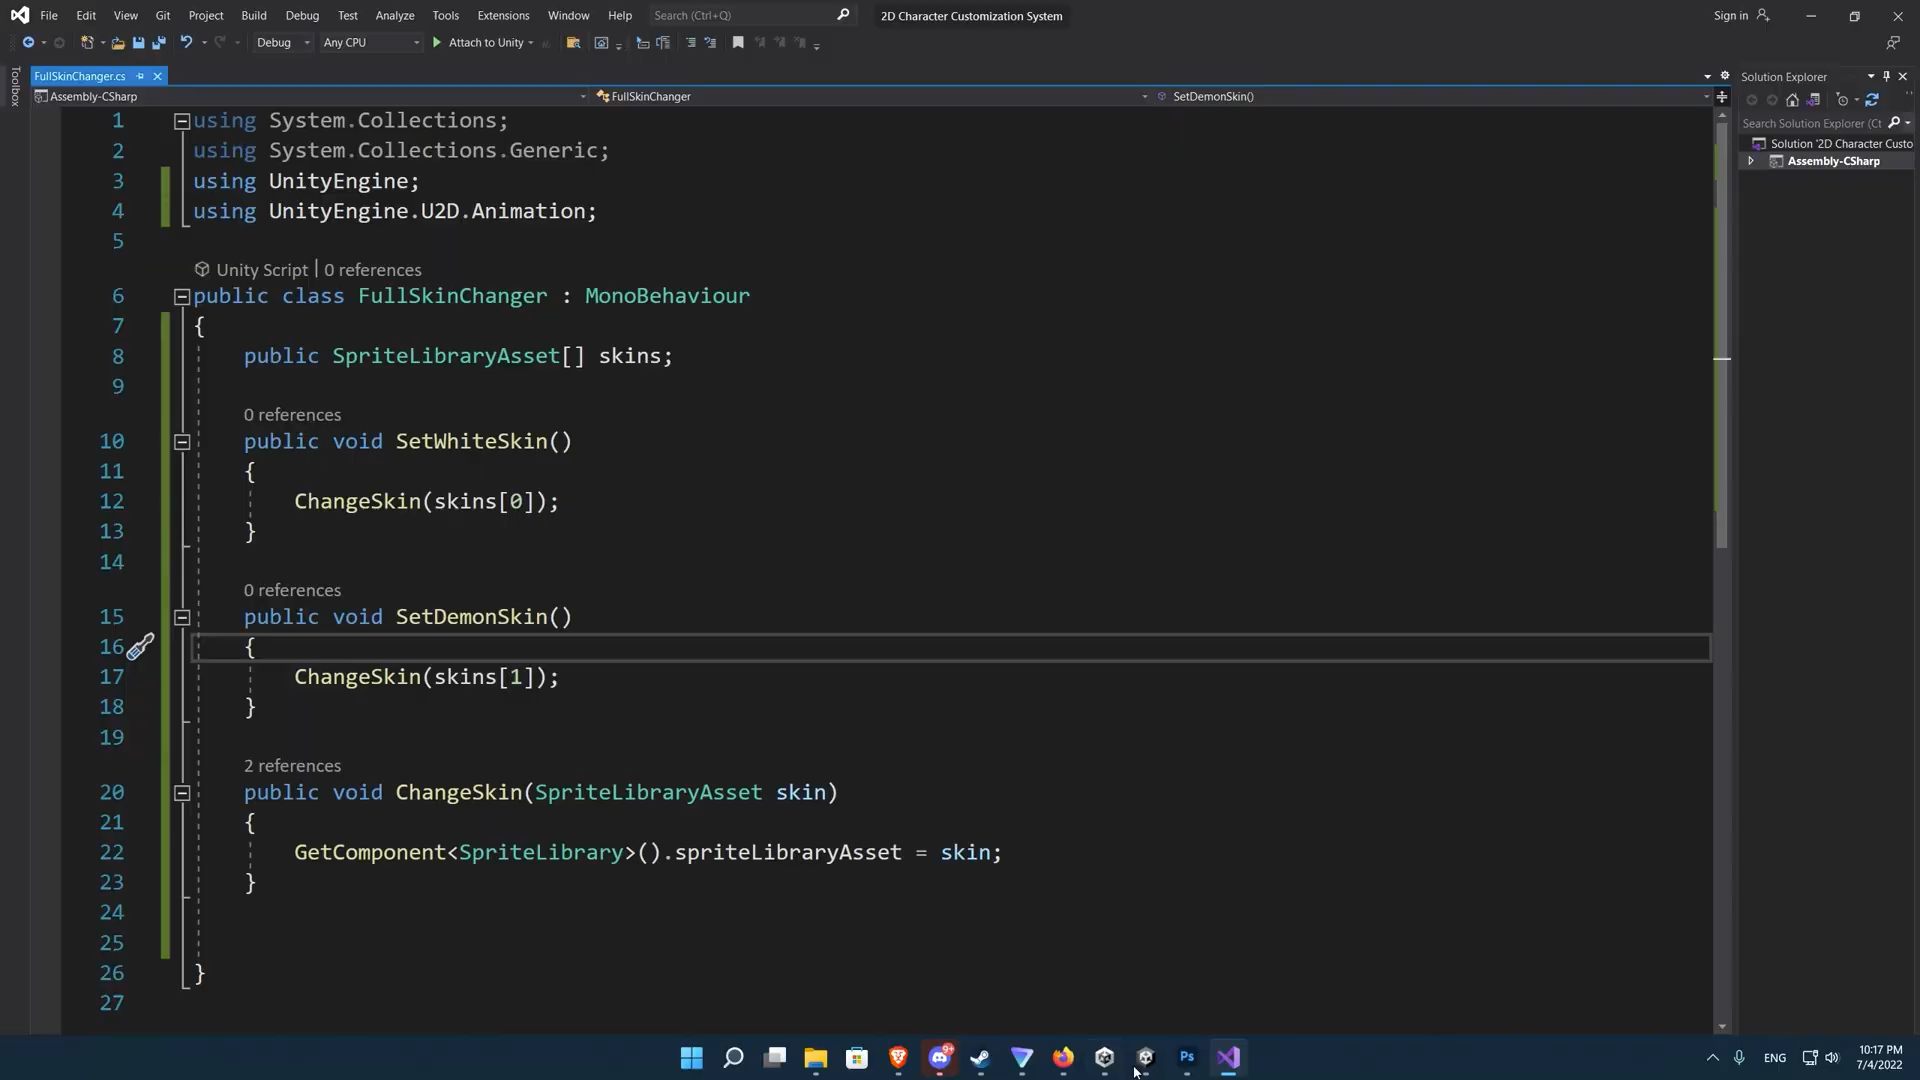 File Edit View Git Project Build Debug Test Analyze Tools Extensions Window Help Search (Ctrl+Q) 2D Character Customization System Sign in
Debug Any CPU Attach to Unity
Toolbox
FullSkinChanger.cs Solution Explorer
Assembly-CSharp FullSkinChanger SetDemonSkin()
Search Solution Explorer (Ct
Solution '2D Character Custo
Assembly-CSharp
1 using System.Collections;
2 using System.Collections.Generic;
3 using UnityEngine;
4 using UnityEngine.U2D.Animation;
5
Unity Script | 0 references
6 public class FullSkinChanger : MonoBehaviour
7 {
8 public SpriteLibraryAsset[] skins;
9
0 references
10 public void SetWhiteSkin()
11 {
12 ChangeSkin(skins[0]);
13 }
14
0 references
15 public void SetDemonSkin()
16 {
17 ChangeSkin(skins[1]);
18 }
19
2 references
20 public void ChangeSkin(SpriteLibraryAsset skin)
21 {
22 GetComponent<SpriteLibrary>().spriteLibraryAsset = skin;
23 }
24
25
26 }
27
9+ Ps ENG 10:17 PM
7/4/2022